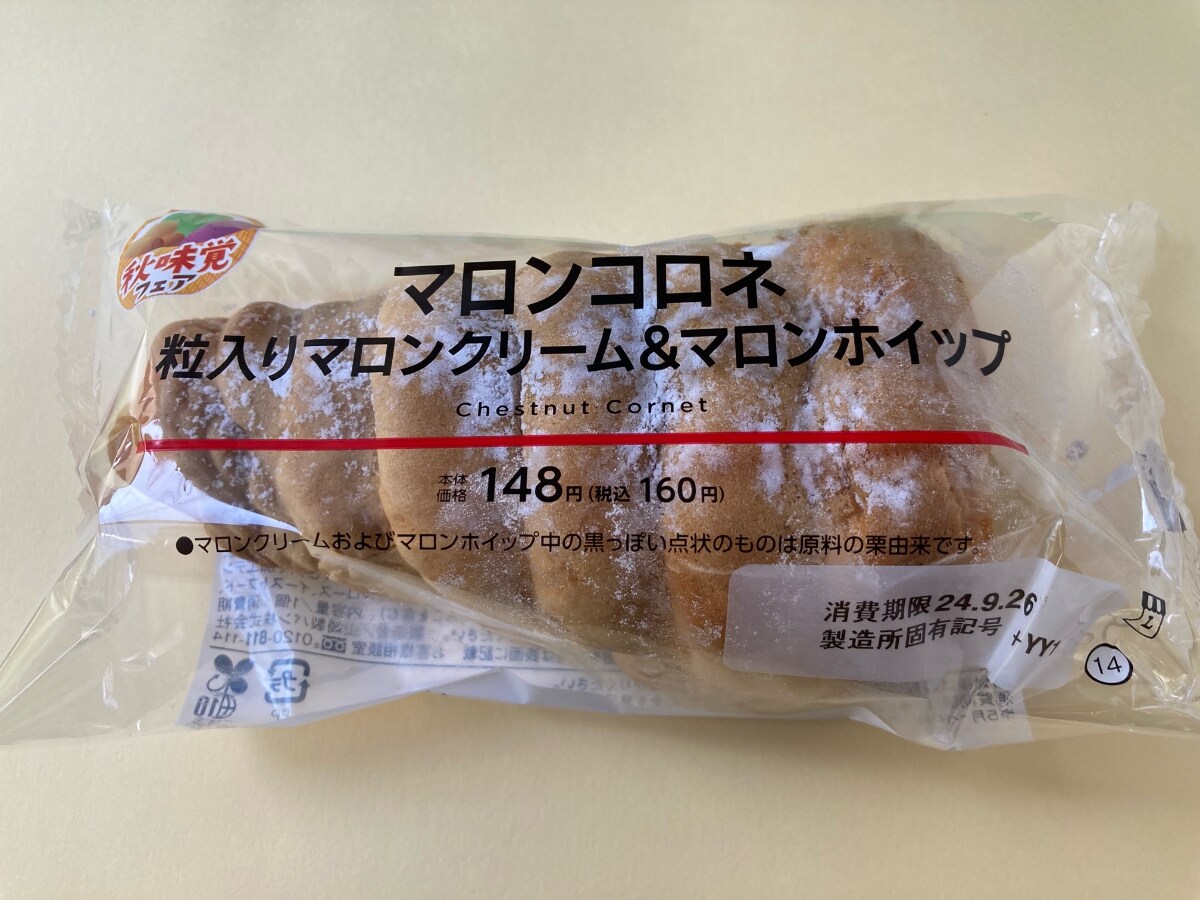 秋味覚
フェア
マロンコロネ
粒入りマロンクリーム&マロンホイップ
Chestnut Cornet
本体
価格 148円(税込 160円)
●マロンクリームおよびマロンホイップ中の黒っぽい点状のものは原料の栗由来です。
消費期限 24.9.26
製造所固有記号 +YY1
14
0120-811-114